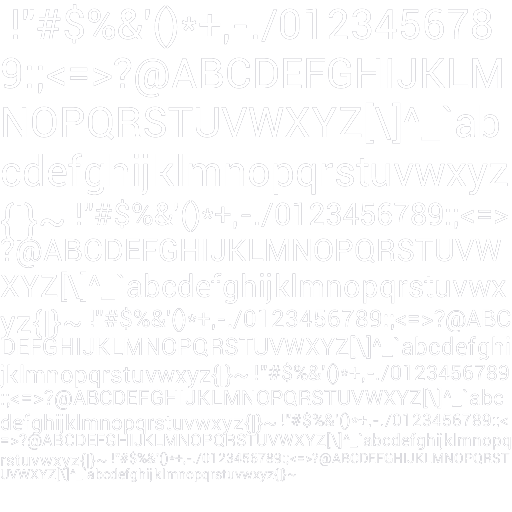 !"#$%&'()*+,-./012345678
9:;<=>?@ABCDEFGHIJKLM
NOPQRSTUVWXYZ[\]^_`ab
cdefghijklmnopqrstuvwxyz
{|}~ !"#$%&'()*+,-./0123456789:;<=>
?@ABCDEFGHIJKLMNOPQRSTUVW
XYZ[\]^_`abcdefghijklmnopqrstuvwx
yz{|}~ !"#$%&'()*+,-./0123456789:;<=>?@ABC
DEFGHIJKLMNOPQRSTUVWXYZ[\]^_`abcdefghi
jklmnopqrstuvwxyz{|}~ !"#$%&'()*+,-./0123456789
:;<=>?@ABCDEFGHIJKLMNOPQRSTUVWXYZ[\]^_`abc
defghijklmnopqrstuvwxyz{|}~ !"#$%&'()*+,-./0123456789:;<
=>?@ABCDEFGHIJKLMNOPQRSTUVWXYZ[\]^_`abcdefghijklmnopq
rstuvwxyz{|}~ !"#$%&'()*+,-./0123456789:;<=>?@ABCDEFGHIJKLMNOPQRST
UVWXYZ[\]^_`abcdefghijklmnopqrstuvwxyz{|}~